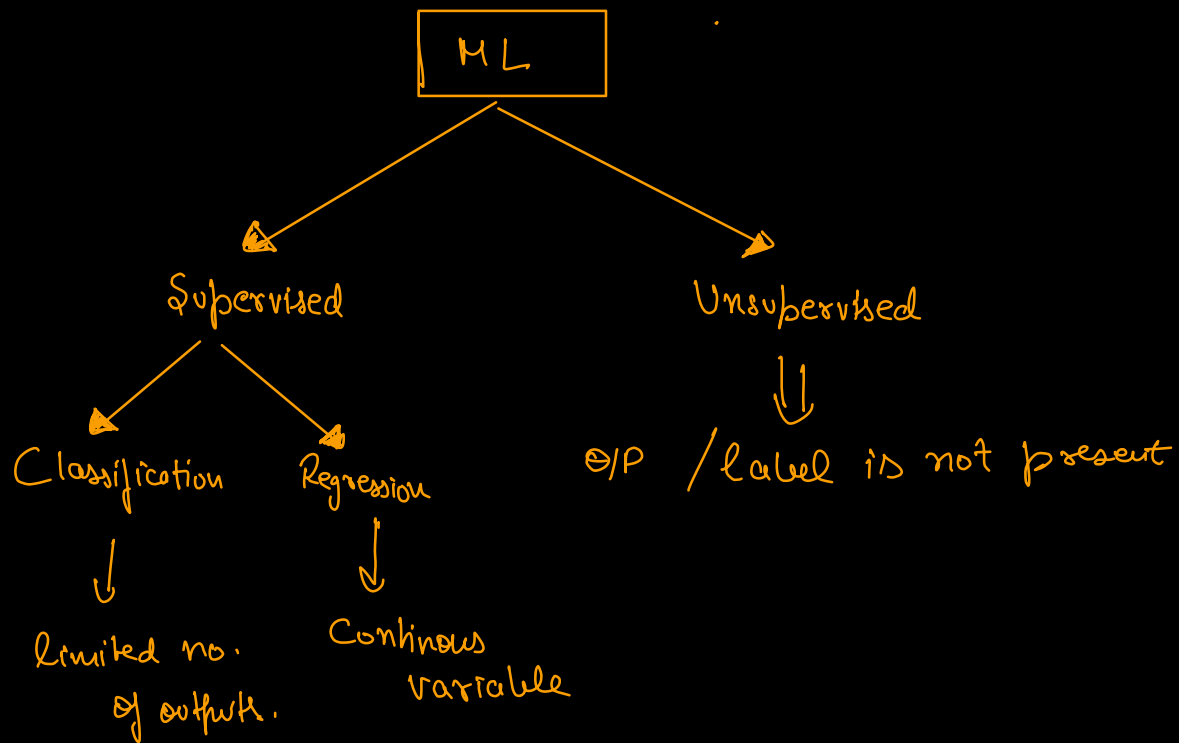 ML
Supervised
Unsupervised
Classification
Regression
O/P / label is not present
limited no.
of outputs.
Continous
variable